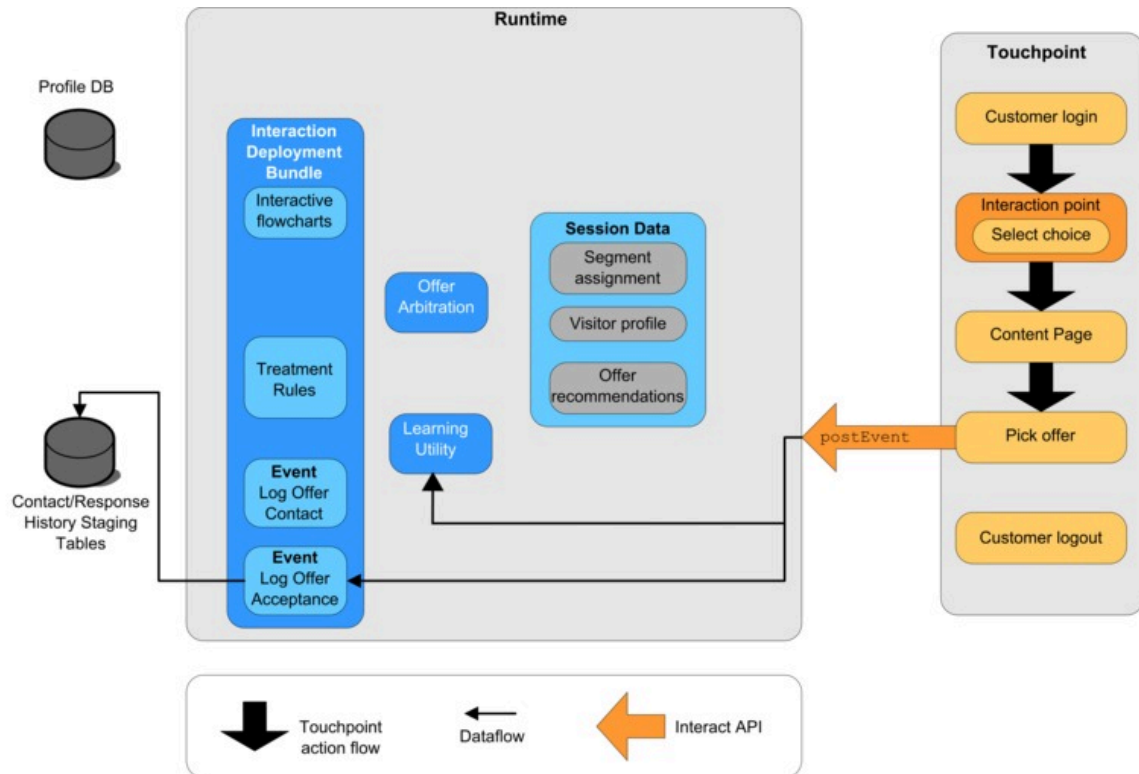 Runtime
Profile DB
Contact/Response
History Staging
Tables
Interaction
Deployment
Bundle
Interactive
flowcharts
Treatment
Rules
Event
Log Offer
Contact
Event
Log Offer
Acceptance
Offer
Arbitration
Learning
Utility
Session Data
Segment
assignment
Visitor profile
Offer
recommendations
postEvent
Touchpoint
Customer login
Interaction point
Select choice
Content Page
Pick offer
Customer logout
Touchpoint
action flow
Dataflow
Interact API